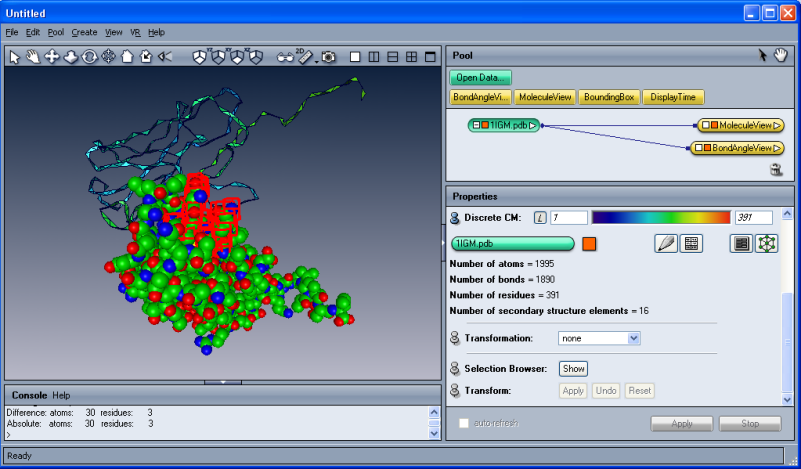 Untitled
File Edit Pool Create View VR Help
2D
Pool
Open Data...
BondAngleVi... MoleculeView BoundingBox DisplayTime
1IGM.pdb
MoleculeView
BondAngleView
Properties
Discrete CM: L 1 391
1IGM.pdb
Number of atoms = 1995
Number of bonds = 1890
Number of residues = 391
Number of secondary structure elements = 16
Transformation: none
Selection Browser: Show
Transform: Apply Undo Reset
auto-refresh Apply Stop
Console Help
Difference: atoms: 30 residues: 3
Absolute: atoms: 30 residues: 3
>
Ready